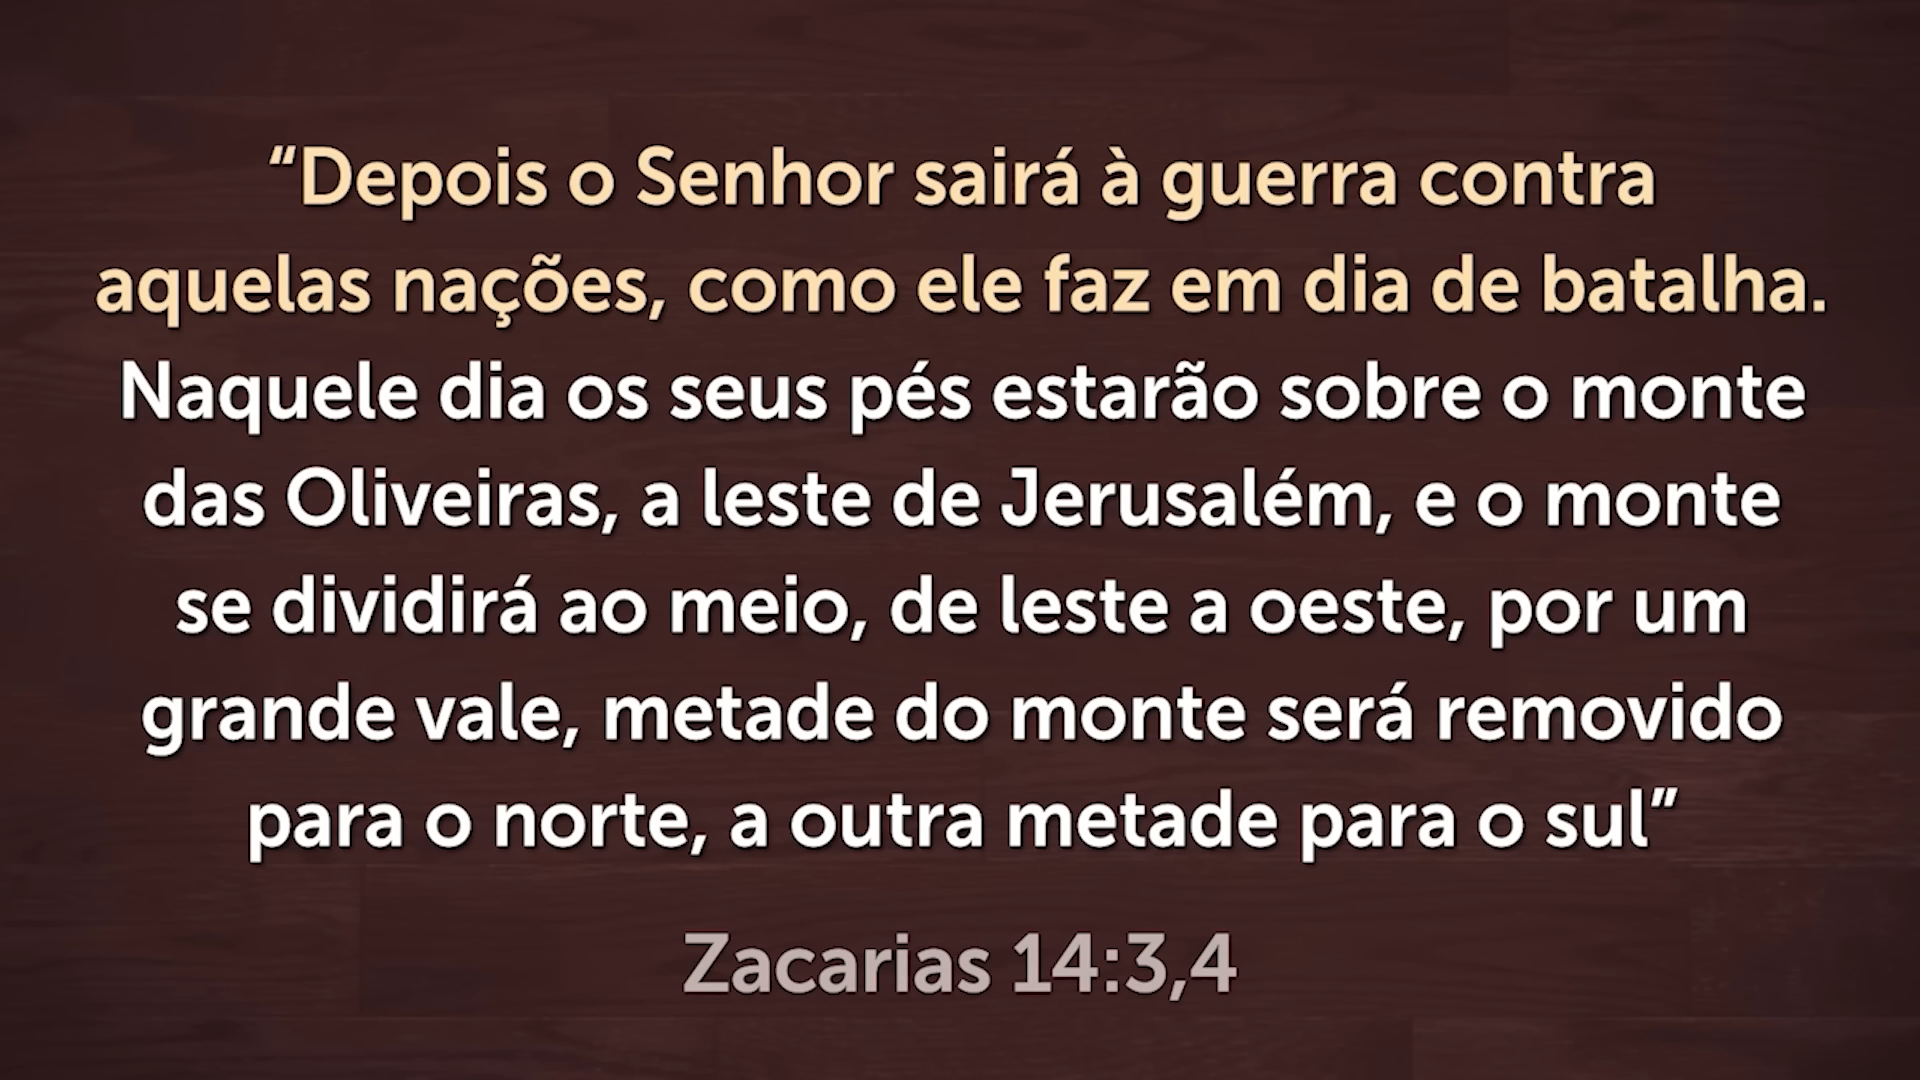 “Depois o Senhor sairá à guerra contra
aquelas nações, como ele faz em dia de batalha.
Naquele dia os seus pés estarão sobre o monte
das Oliveiras, a leste de Jerusalém, e o monte
se dividirá ao meio, de leste a oeste, por um
grande vale, metade do monte será removido
para o norte, a outra metade para o sul”
Zacarias 14:3,4